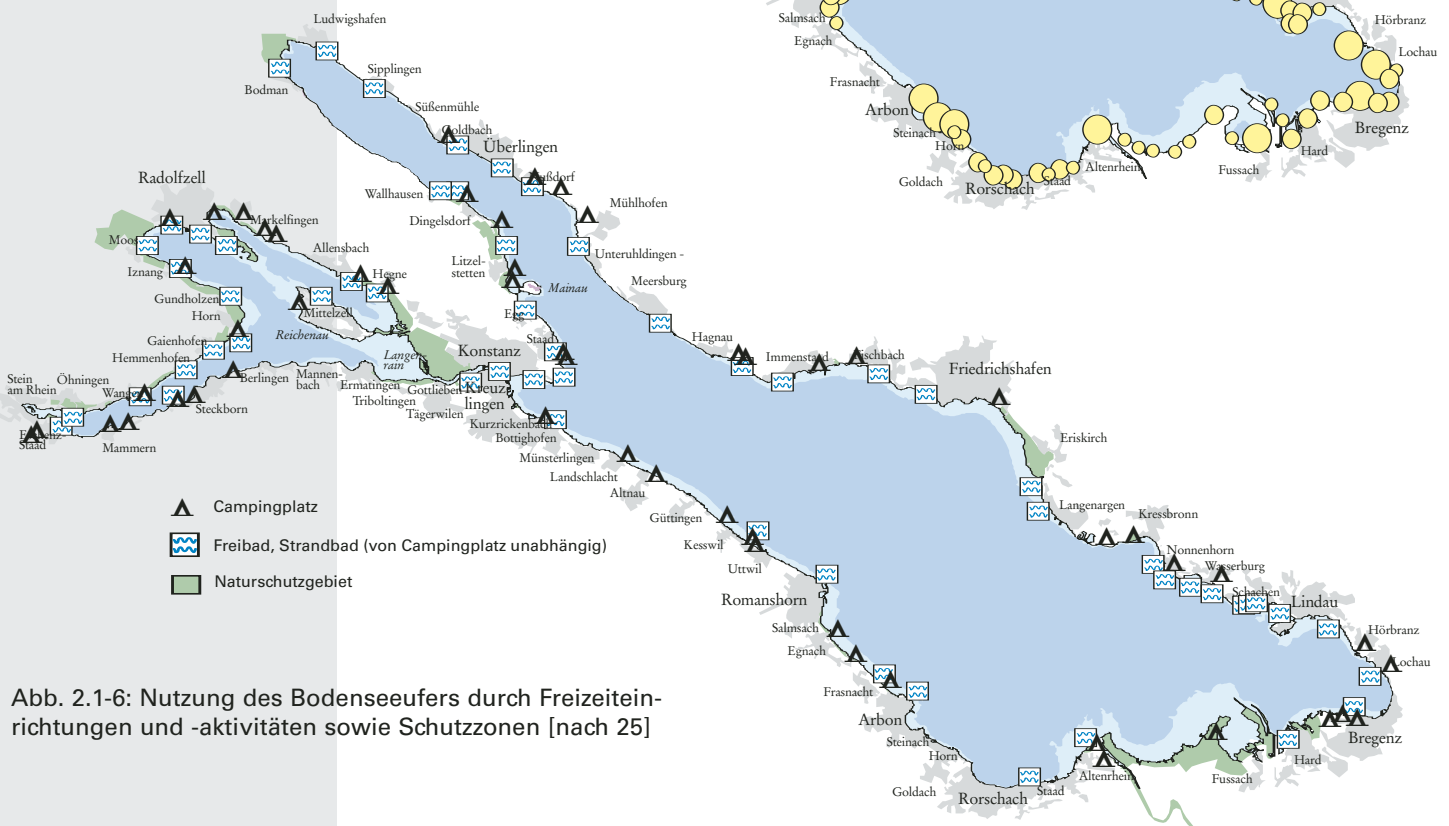 Salmsach
Egnach
Frasnacht
Arbon
Steinach
Horn
Goldach
Rorschach
Staad
Altenrhein
Fussach
Hard
Bregenz
Lochau
Hörbranz
Ludwigshafen
Bodman
Sipplingen
Süßenmühle
Goldbach
Überlingen
Nußdorf
Mühlhofen
Wallhausen
Dingelsdorf
Unteruhldingen -
Litzel-
stetten
Mainau
Meersburg
Egg
Staad
Radolfzell
Markelfingen
Moos
Allensbach
Iznang
Hegne
Gundholzen
Mittelzell
Horn
Reichenau
Gaienhofen
Hemmenhofen
Langen-
rain
Konstanz
Hagnau
Immenstaad
Fischbach
Friedrichshafen
Stein
am Rhein
Öhningen
Wangen
Berlingen
Mannen-
bach
Ermatingen
Triboltingen
Gottlieben
Tägerwilen
Kreuz-
lingen
Steckborn
Kurzrickenbach
Bottighofen
Staad
Mammern
Münsterlingen
Landschlacht
Altnau
Eriskirch
Güttingen
Langenargen
Kressbronn
Kesswil
Uttwil
Nonnenhorn
Wasserburg
Schachen
Lindau
Romanshorn
Salmsach
Egnach
Hörbranz
Lochau
Frasnacht
Arbon
Steinach
Horn
Goldach
Rorschach
Staad
Altenrhein
Fussach
Hard
Bregenz
Campingplatz
Freibad, Strandbad (von Campingplatz unabhängig)
Naturschutzgebiet
Abb. 2.1-6: Nutzung des Bodenseeufers durch Freizeitein-
richtungen und -aktivitäten sowie Schutzzonen [nach 25]